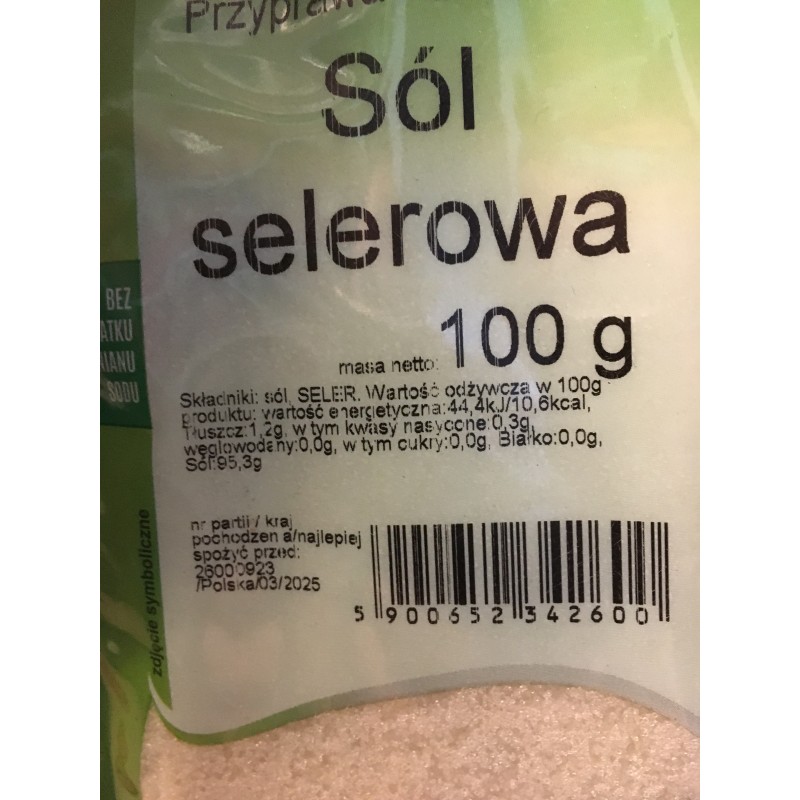 Sól
selerowa
masa netto: 100 g
Składniki: sól, SELER. Wartość odżywcza w 100g
produktu: wartość energetyczna:44,4kJ/10,6kcal,
Tłuszcz:1,2g, w tym kwasy nasycone:0,3g,
węglowodany:0,0g, w tym cukry:0,0g, Białko:0,0g,
Sól:95,3g
nr partii / kraj
pochodzenia/najlepiej
spożyć przed:
26000923
/Polska/03/2025
5 900652 342600
BEZ
SODU
zdjęcie symboliczne